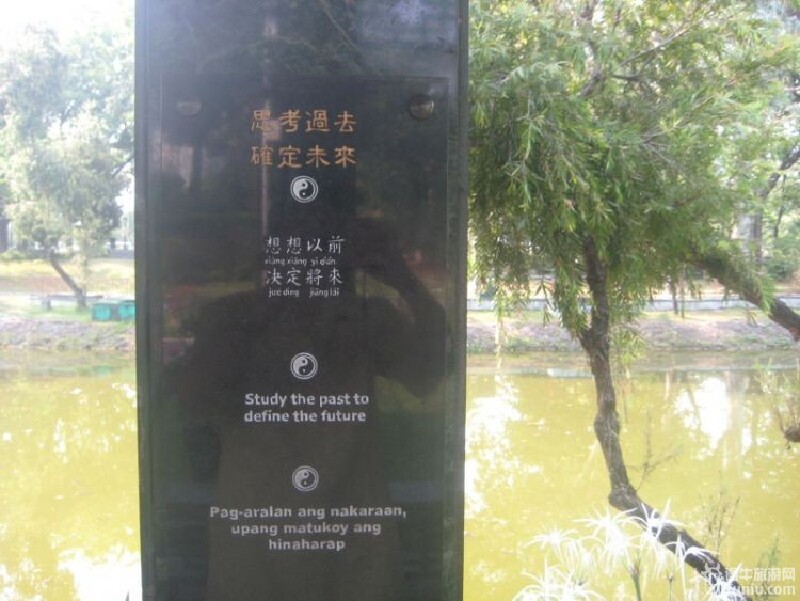 思考過去
確定未來
想想以前
xiǎng xiǎng yǐ qián
决定將來
jué dìng jiāng lái
Study the past to
define the future
Pag-aralan ang nakaraan,
upang matukoy ang
hinaharap